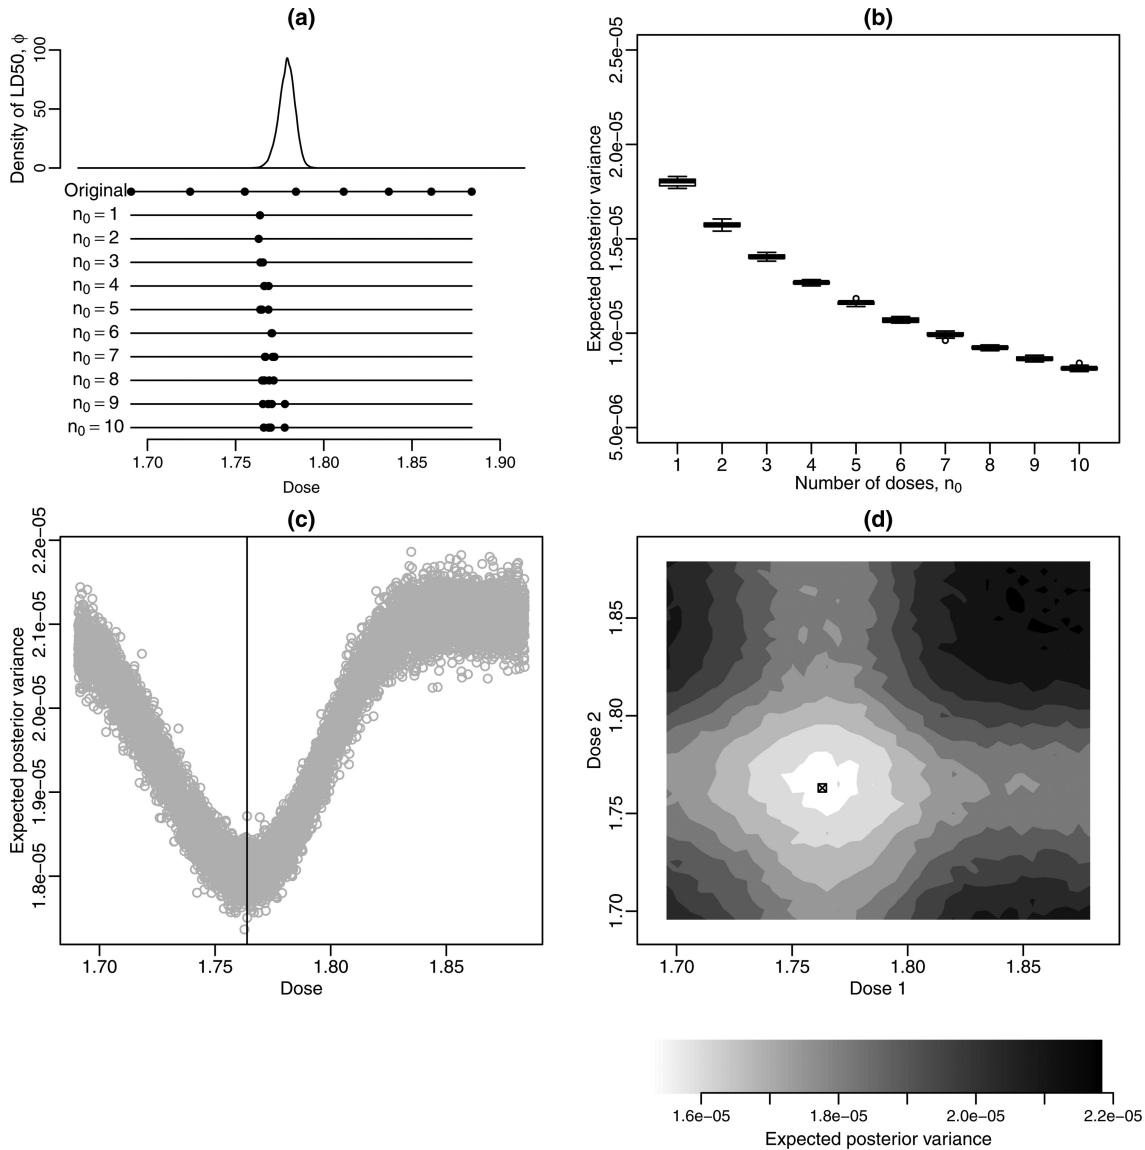 (a)
Density of LD50, ϕ
100
50
0
Original
n₀ = 1
n₀ = 2
n₀ = 3
n₀ = 4
n₀ = 5
n₀ = 6
n₀ = 7
n₀ = 8
n₀ = 9
n₀ = 10
1.70 1.75 1.80 1.85 1.90
Dose
(b)
Expected posterior variance
2.5e−05
2.0e−05
1.5e−05
1.0e−05
5.0e−06
1 2 3 4 5 6 7 8 9 10
Number of doses, n₀
(c)
Expected posterior variance
2.2e−05
2.1e−05
2.0e−05
1.9e−05
1.8e−05
1.70 1.75 1.80 1.85
Dose
(d)
Dose 2
1.85
1.80
1.75
1.70
1.70 1.75 1.80 1.85
Dose 1
1.6e−05 1.8e−05 2.0e−05 2.2e−05
Expected posterior variance